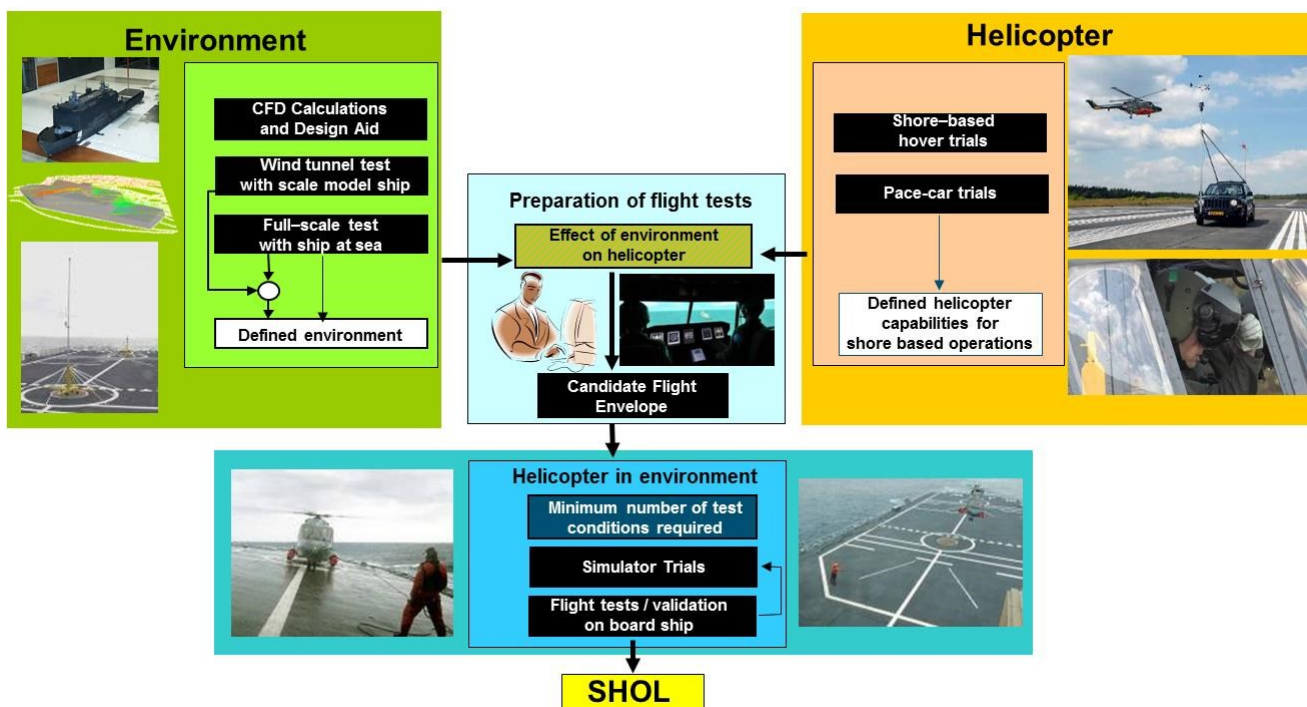 Environment
CFD Calculations
and Design Aid
Wind tunnel test
with scale model ship
Full–scale test
with ship at sea
Defined environment
Preparation of flight tests
Effect of environment
on helicopter
Candidate Flight
Envelope
Helicopter
Shore–based
hover trials
Pace-car trials
Defined helicopter
capabilities for
shore based operations
Helicopter in environment
Minimum number of test
conditions required
Simulator Trials
Flight tests / validation
on board ship
SHOL